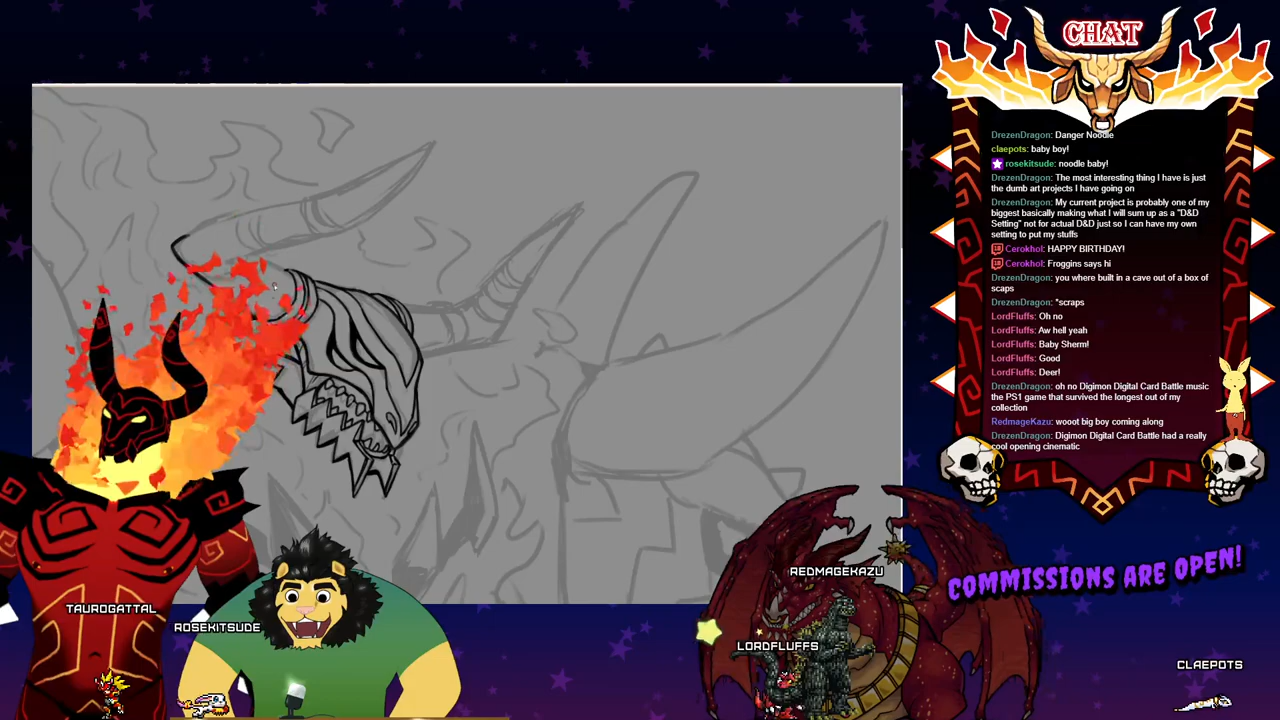 CHAT
DrezenDragon: Danger Noodle
claepots: baby boy!
rosekitsude: noodle baby!
DrezenDragon: The most interesting thing I have is just
the dumb art projects I have going on
DrezenDragon: My current project is probably one of my
biggest basically making what I will sum up as a "D&D
Setting" not for actual D&D just so I can have my own
setting to put my stuffs
Cerokhol: HAPPY BIRTHDAY!
Cerokhol: Froggins says hi
DrezenDragon: you where built in a cave out of a box of
scaps
DrezenDragon: *scraps
LordFluffs: Oh no
LordFluffs: Aw hell yeah
LordFluffs: Baby Sherm!
LordFluffs: Good
LordFluffs: Deer!
DrezenDragon: oh no Digimon Digital Card Battle music
the PS1 game that survived the longest out of my
collection
RedmageKazu: wooot big boy coming along
DrezenDragon: Digimon Digital Card Battle had a really
cool opening cinematic
COMMISSIONS ARE OPEN!
REDMAGEKAZU
TAUROGATTAL
ROSEKITSUDE
LORDFLUFFS
CLAEPOTS